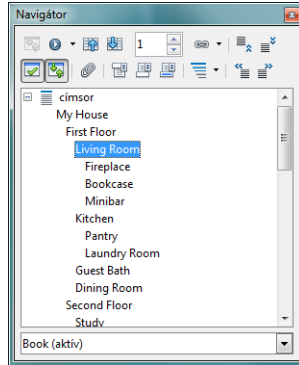 Navigátor
1
címsor
My House
First Floor
Living Room
Fireplace
Bookcase
Minibar
Kitchen
Pantry
Laundry Room
Guest Bath
Dining Room
Second Floor
Study
Book (aktív)